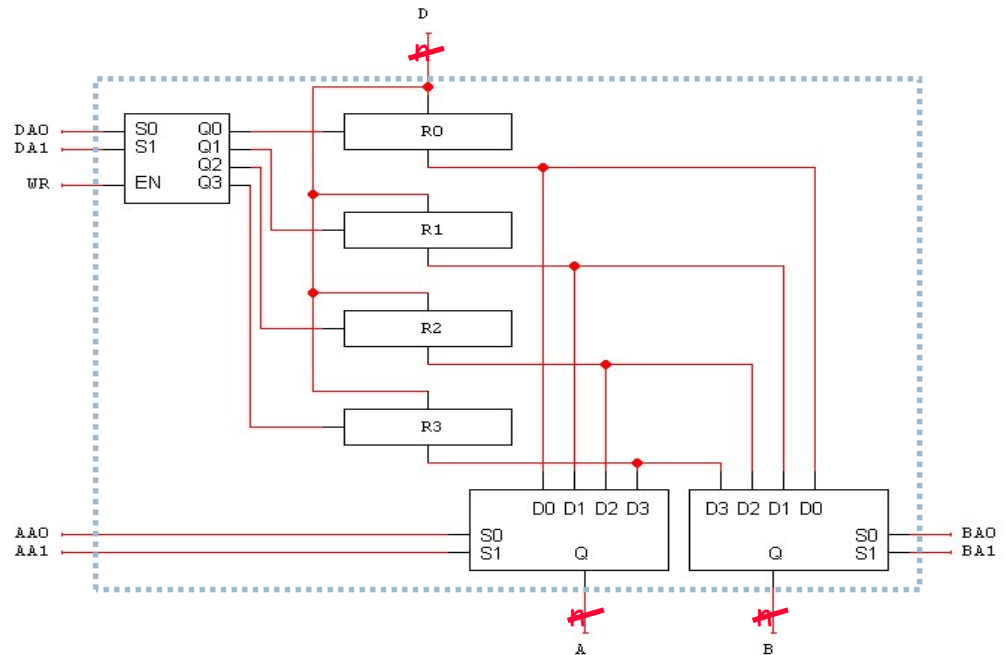 D
n
DA0
DA1
WR
S0 Q0
S1 Q1
Q2
EN Q3
R0
R1
R2
R3
D0 D1 D2 D3
D3 D2 D1 D0
AA0
AA1
S0
S1
Q
Q
S0
S1
BA0
BA1
n
n
A
B